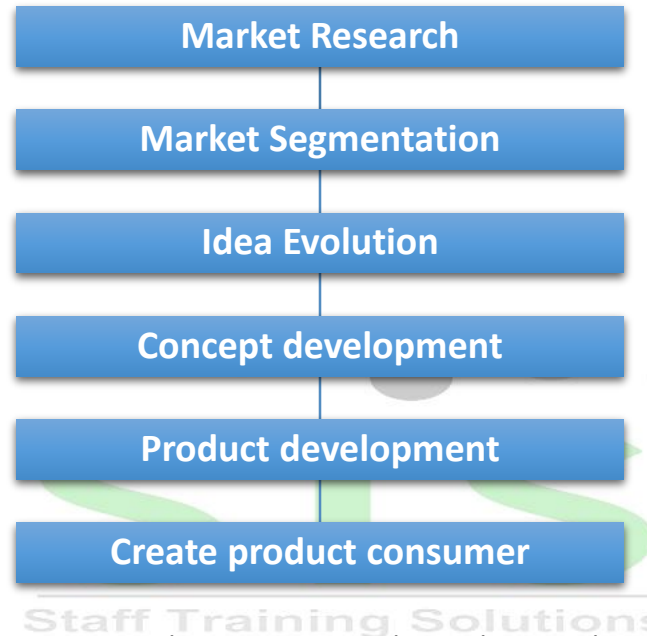 Market Research
Market Segmentation
Idea Evolution
Concept development
Product development
Create product consumer
Staff Training Solutions